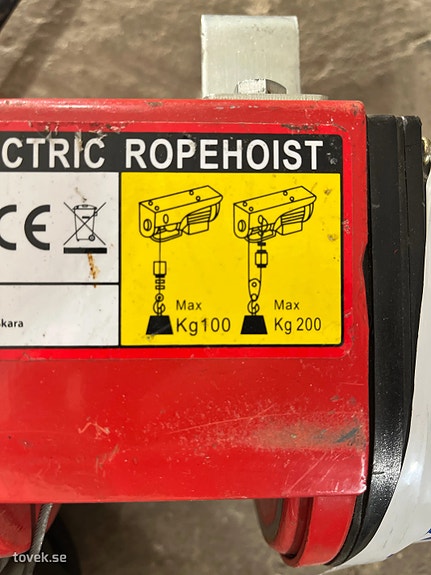 CTRIC ROPEHOIST
CE
Max
Kg100
Max
Kg 200
kara
tovek.se